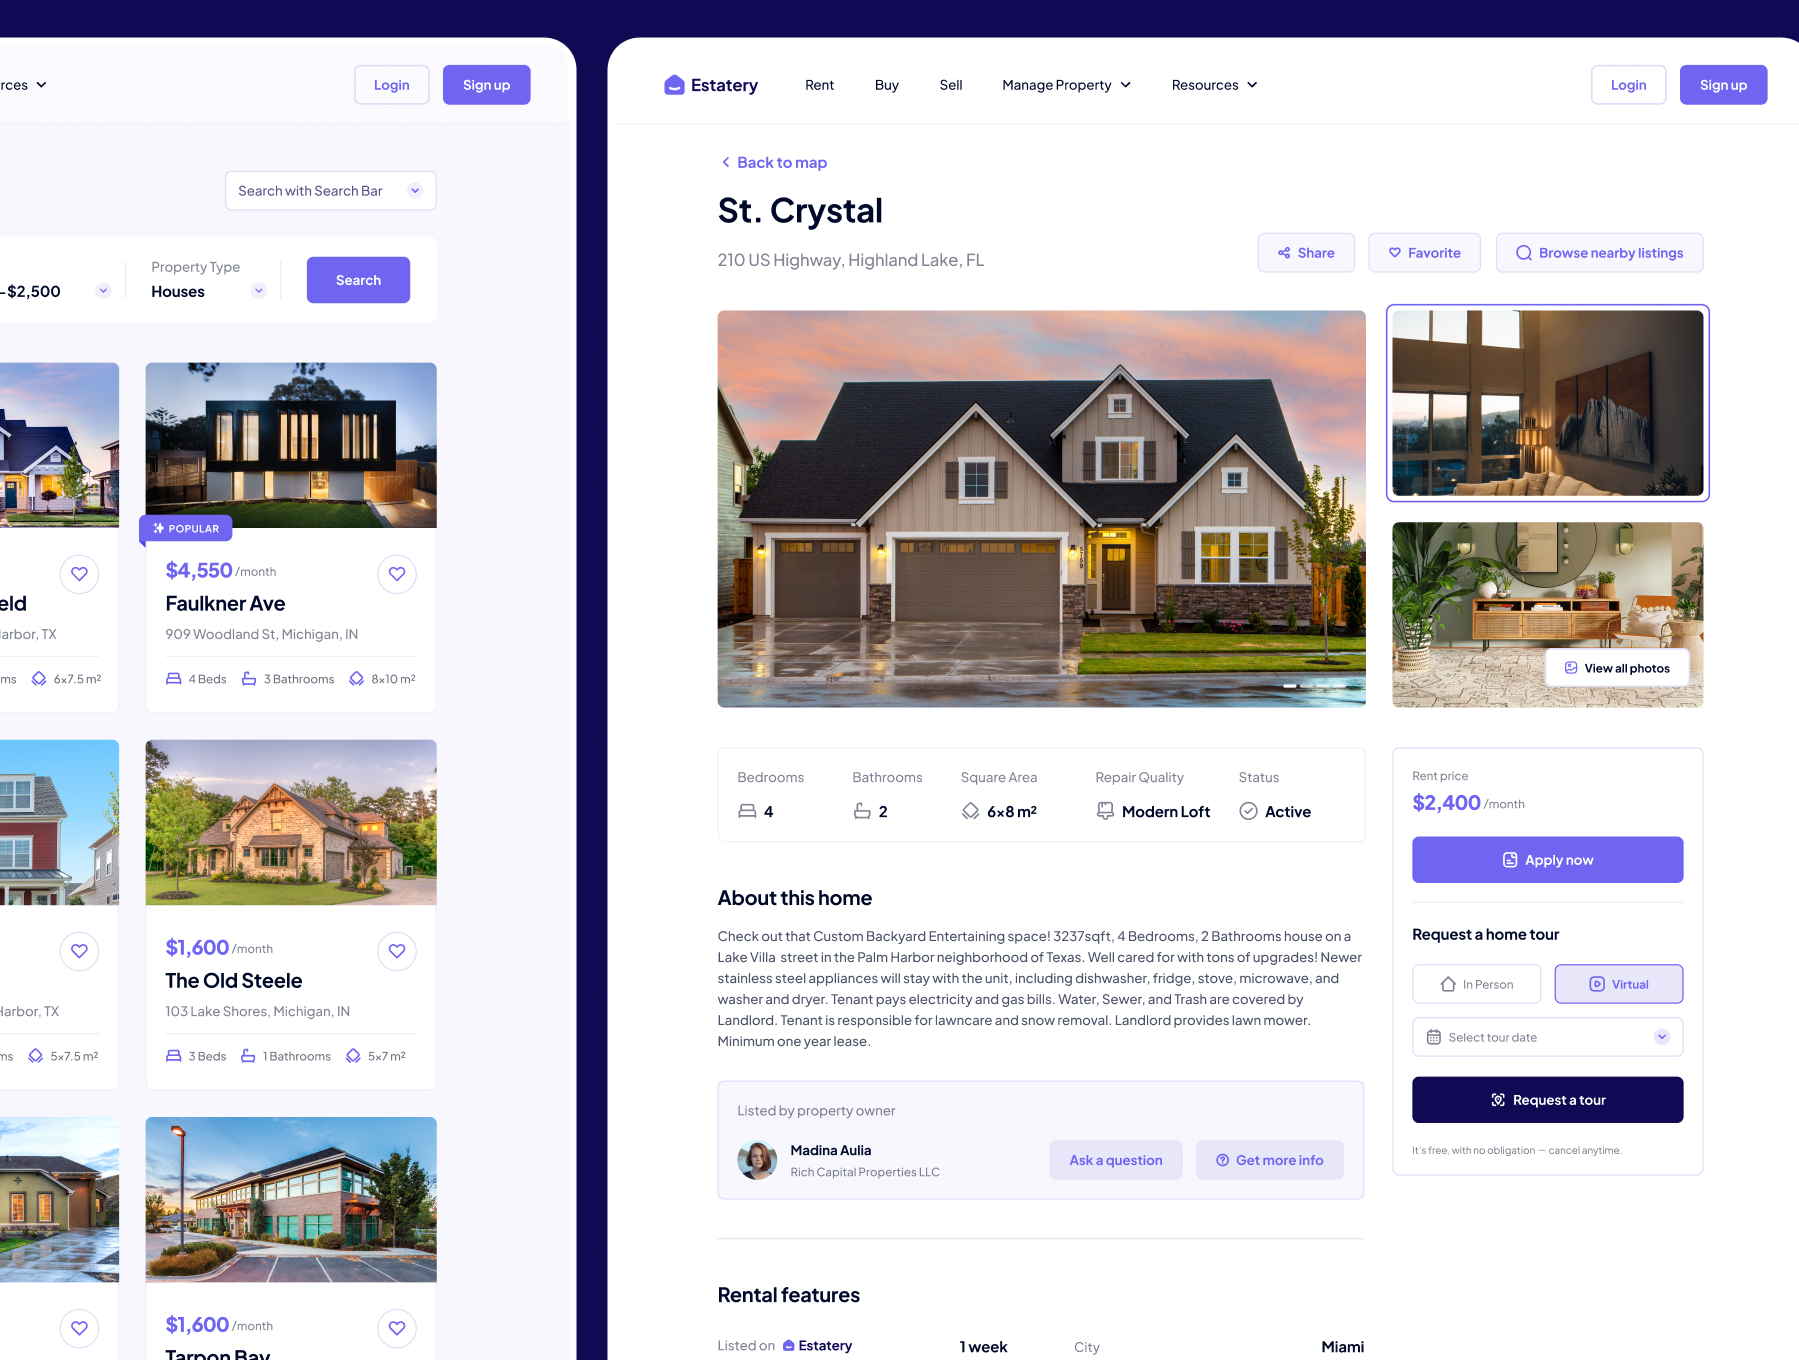 rces
Login
Sign up
Search with Search Bar
–$2,500
Property Type
Houses
Search
POPULAR
eld
arbor, TX
ms
6x7.5 m²
$4,550 /month
Faulkner Ave
909 Woodland St, Michigan, IN
4 Beds
3 Bathrooms
8x10 m²
Harbor, TX
ms
5x7.5 m²
$1,600 /month
The Old Steele
103 Lake Shores, Michigan, IN
3 Beds
1 Bathrooms
5x7 m²
$1,600 /month
Tarpon Bay
Estatery
Rent
Buy
Sell
Manage Property
Resources
Login
Sign up
Back to map
St. Crystal
210 US Highway, Highland Lake, FL
Share
Favorite
Browse nearby listings
View all photos
Bedrooms
4
Bathrooms
2
Square Area
6x8 m²
Repair Quality
Modern Loft
Status
Active
About this home
Check out that Custom Backyard Entertaining space! 3237sqft, 4 Bedrooms, 2 Bathrooms house on a
Lake Villa street in the Palm Harbor neighborhood of Texas. Well cared for with tons of upgrades! Newer
stainless steel appliances will stay with the unit, including dishwasher, fridge, stove, microwave, and
washer and dryer. Tenant pays electricity and gas bills. Water, Sewer, and Trash are covered by
Landlord. Tenant is responsible for lawncare and snow removal. Landlord provides lawn mower.
Minimum one year lease.
Listed by property owner
Madina Aulia
Rich Capital Properties LLC
Ask a question
Get more info
Rent price
$2,400 /month
Apply now
Request a home tour
In Person
Virtual
Select tour date
Request a tour
It's free, with no obligation — cancel anytime.
Rental features
Listed on Estatery
1 week
City
Miami